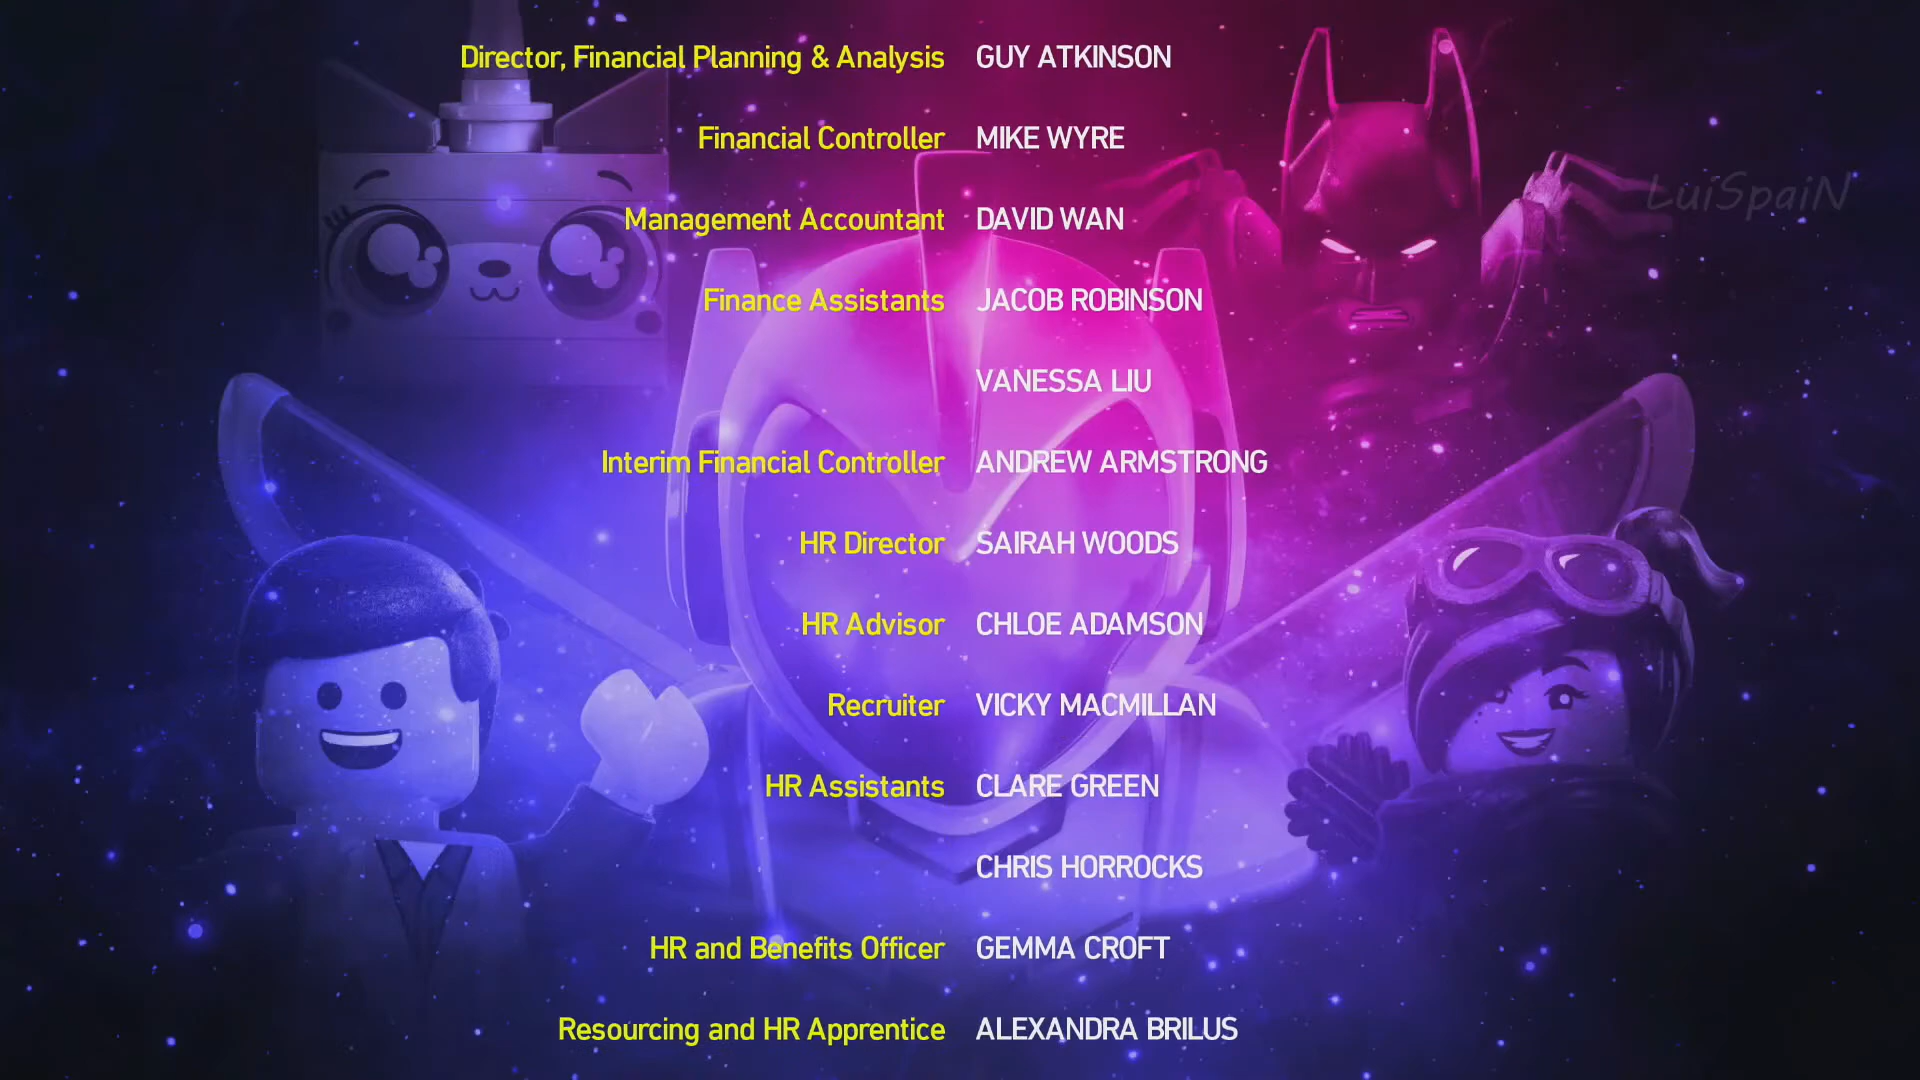 Director, Financial Planning & Analysis GUY ATKINSON
Financial Controller MIKE WYRE
LuiSpaiN
Management Accountant DAVID WAN
Finance Assistants JACOB ROBINSON
VANESSA LIU
Interim Financial Controller ANDREW ARMSTRONG
HR Director SAIRAH WOODS
HR Advisor CHLOE ADAMSON
Recruiter VICKY MACMILLAN
HR Assistants CLARE GREEN
CHRIS HORROCKS
HR and Benefits Officer GEMMA CROFT
Resourcing and HR Apprentice ALEXANDRA BRILUS